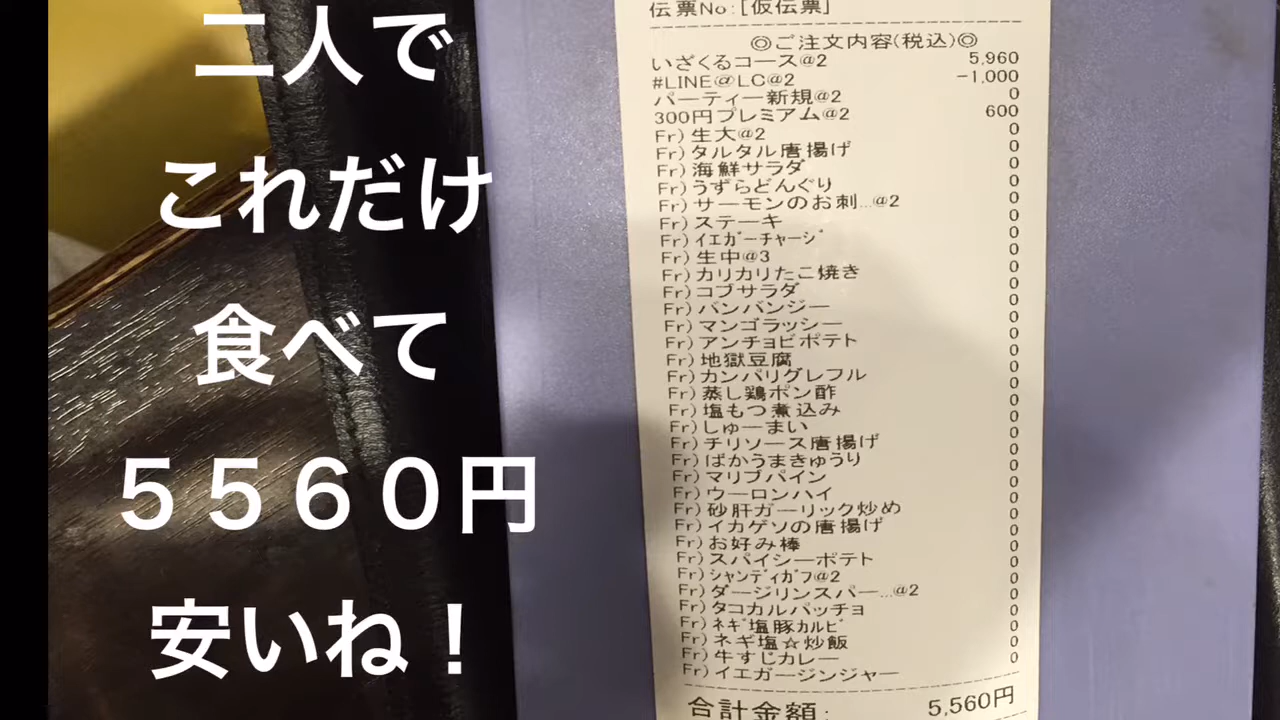 二人で
これだけ
食べて
５５６０円
安いね！
伝票No:[仮伝票]
◎ご注文内容(税込)◎
いざくるコース@2 5,960
#LINE@LC@2 -1,000
パーティー新規@2 0
300円プレミアム@2 600
Fr)生大@2 0
Fr)タルタル唐揚げ 0
Fr)海鮮サラダ 0
Fr)うずらどんぐり 0
Fr)サーモンのお刺…@2 0
Fr)ステーキ 0
Fr)ｲｴｶﾞｰﾁｬｰｼﾞ 0
Fr)生中@3 0
Fr)カリカリたこ焼き 0
Fr)コブサラダ 0
Fr)バンバンジー 0
Fr)マンゴラッシー 0
Fr)アンチョビポテト 0
Fr)地獄豆腐 0
Fr)カンパリグレフル 0
Fr)蒸し鶏ポン酢 0
Fr)塩もつ煮込み 0
Fr)しゅーまい 0
Fr)チリソース唐揚げ 0
Fr)ばかうまきゅうり 0
Fr)マリブパイン 0
Fr)ウーロンハイ 0
Fr)砂肝ガーリック炒め 0
Fr)イカゲソの唐揚げ 0
Fr)お好み棒 0
Fr)スパイシーポテト 0
Fr)ｼｬﾝﾃﾞｨｶﾞﾌ@2 0
Fr)ダージリンスパー…@2 0
Fr)タコカルパッチョ 0
Fr)ﾈｷﾞ塩豚ｶﾙﾋﾞ 0
Fr)ネギ塩☆炒飯 0
Fr)牛すじカレー 0
Fr)イエガージンジャー 0
合計金額: 5,560円